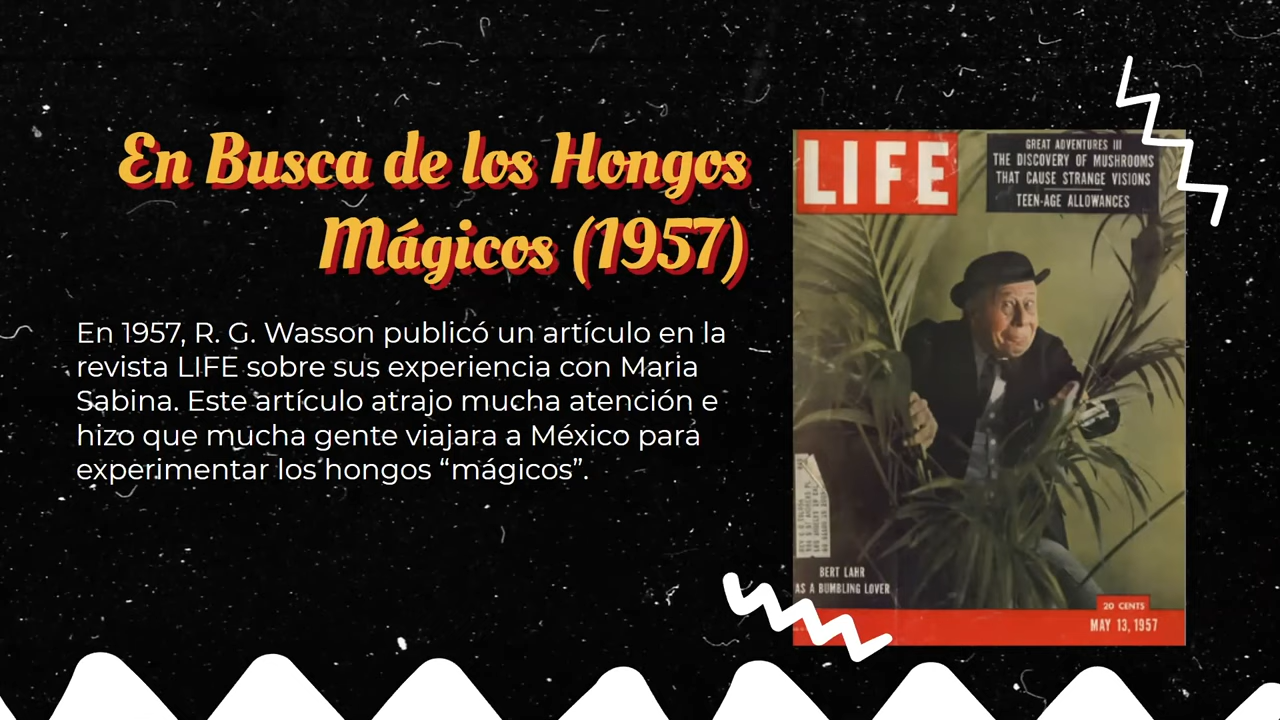 En Busca de los Hongos
Mágicos (1957)
En 1957, R. G. Wasson publicó un artículo en la
revista LIFE sobre sus experiencia con Maria
Sabina. Este artículo atrajo mucha atención e
hizo que mucha gente viajara a México para
experimentar los hongos “mágicos”.
LIFE
GREAT ADVENTURES III
THE DISCOVERY OF MUSHROOMS
THAT CAUSE STRANGE VISIONS
TEEN-AGE ALLOWANCES
BERT LAHR
AS A BUMBLING LOVER
20 CENTS
MAY 13, 1957